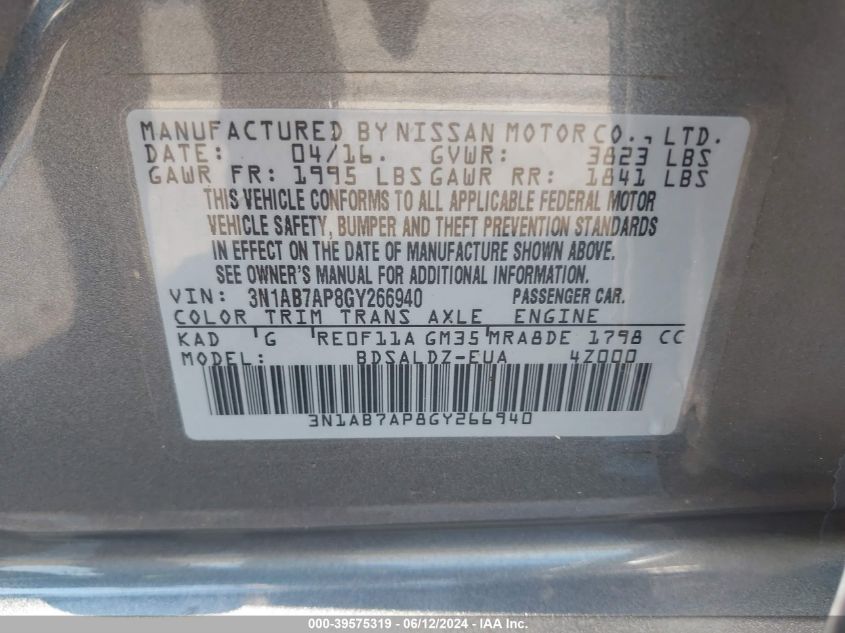 MANUFACTURED BY NISSAN MOTOR CO., LTD.
DATE: 04/16. GVWR: 3823 LBS
GAWR FR: 1995 LBS GAWR RR: 1841 LBS
THIS VEHICLE CONFORMS TO ALL APPLICABLE FEDERAL MOTOR
VEHICLE SAFETY, BUMPER AND THEFT PREVENTION STANDARDS
IN EFFECT ON THE DATE OF MANUFACTURE SHOWN ABOVE.
SEE OWNER'S MANUAL FOR ADDITIONAL INFORMATION.
VIN: 3N1AB7AP8GY266940 PASSENGER CAR.
COLOR TRIM TRANS AXLE ENGINE
KAD G RE0F11A GM35 MRA8DE 1798 CC
MODEL: BDSALDZ-EUA 4Z000
3N1AB7AP8GY266940
000-39575319 - 06/12/2024 - IAAI.com